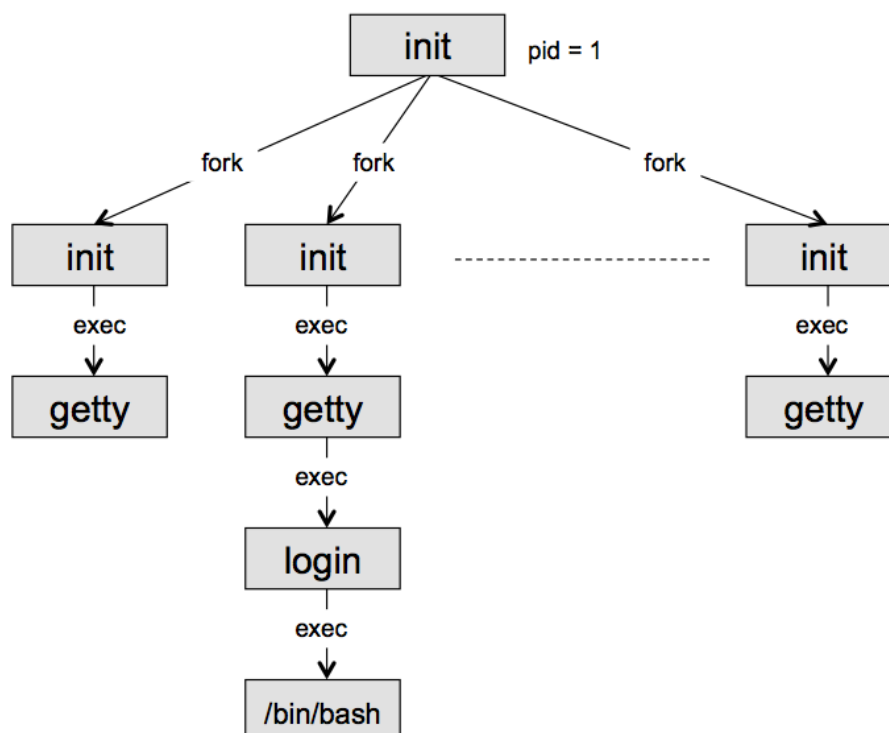 init
pid = 1
fork
fork
fork
init
init
init
exec
exec
exec
getty
getty
getty
exec
login
exec
/bin/bash